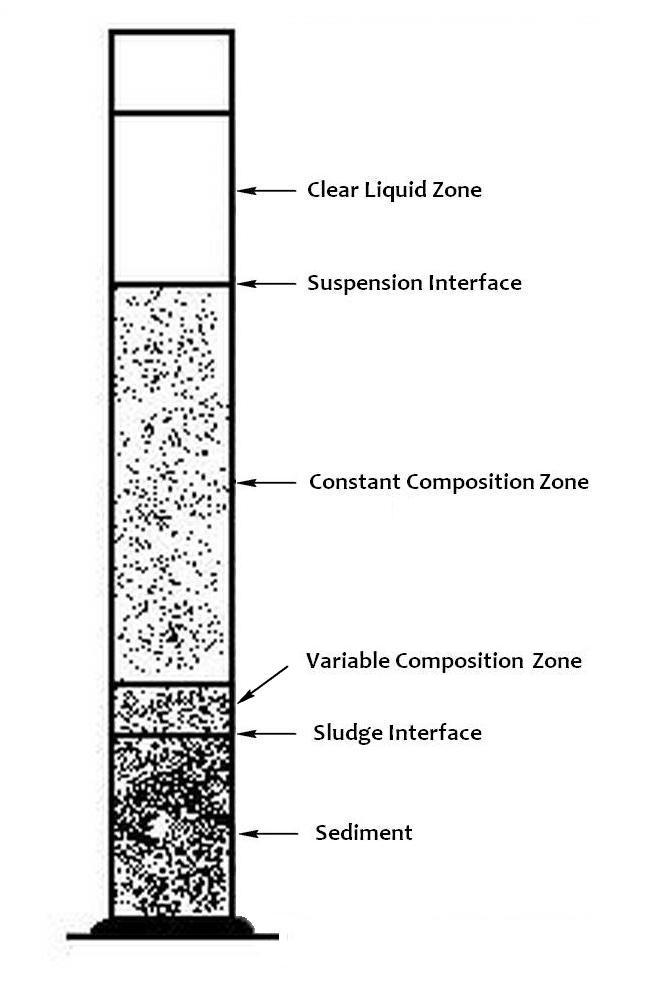 Clear Liquid Zone
Suspension Interface
Constant Composition Zone
Variable Composition Zone
Sludge Interface
Sediment